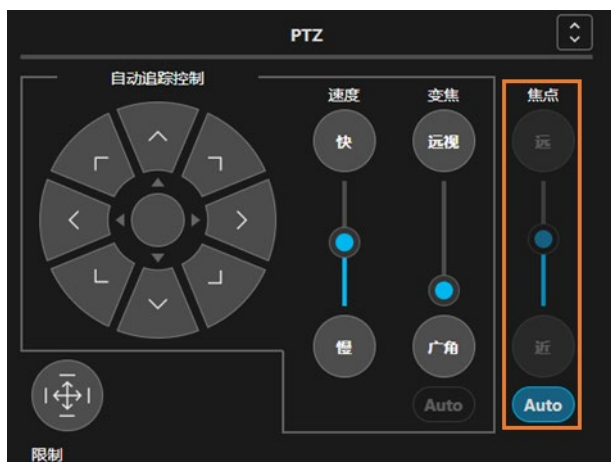 PTZ
自动追踪控制
速度 变焦 焦点
快 远视 远
慢 广角 近
Auto Auto
限制